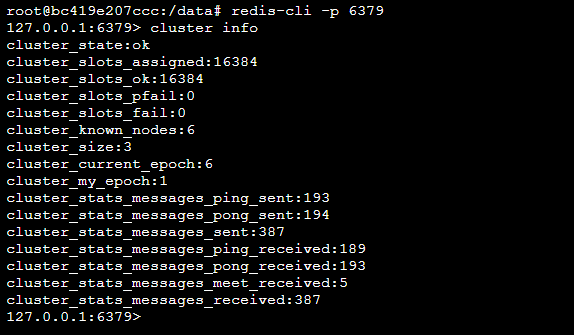 root@bc419e207ccc:/data# redis-cli -p 6379
127.0.0.1:6379> cluster info
cluster_state:ok
cluster_slots_assigned:16384
cluster_slots_ok:16384
cluster_slots_pfail:0
cluster_slots_fail:0
cluster_known_nodes:6
cluster_size:3
cluster_current_epoch:6
cluster_my_epoch:1
cluster_stats_messages_ping_sent:193
cluster_stats_messages_pong_sent:194
cluster_stats_messages_sent:387
cluster_stats_messages_ping_received:189
cluster_stats_messages_pong_received:193
cluster_stats_messages_meet_received:5
cluster_stats_messages_received:387
127.0.0.1:6379>